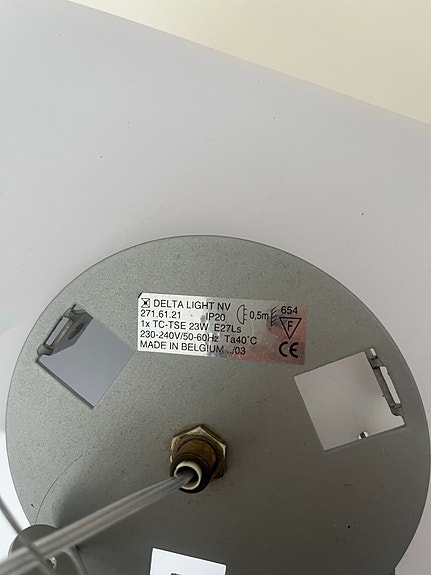 DELTA LIGHT NV
271.61.21 IP20 0,5m 654
1x TC-TSE 23W E27Ls F
230-240V/50-60Hz Ta40°C
MADE IN BELGIUM ../03 CE